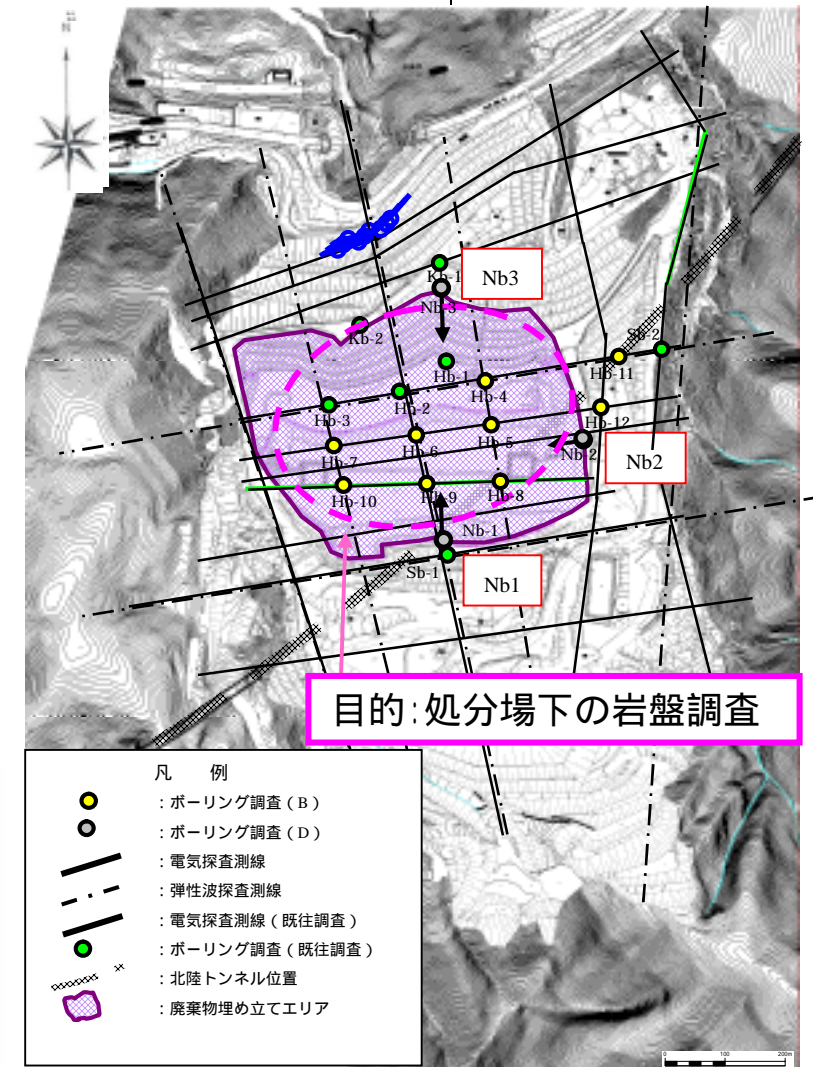 N
Kb-1
Nb3
Nb-3
Kb-2
Sb-2
Hb-11
Hb-1
Hb-4
Hb-2
Hb-3
Hb-12
Hb-5
Hb-6
Hb-7
Nb-2
Nb2
Hb-10
Hb-9
Hb-8
Nb-1
Sb-1
Nb1
目的:処分場下の岩盤調査
凡 例
:ボーリング調査(B)
:ボーリング調査(D)
:電気探査測線
:弾性波探査測線
:電気探査測線(既往調査)
:ボーリング調査(既往調査)
:北陸トンネル位置
:廃棄物埋め立てエリア
0 100 200m